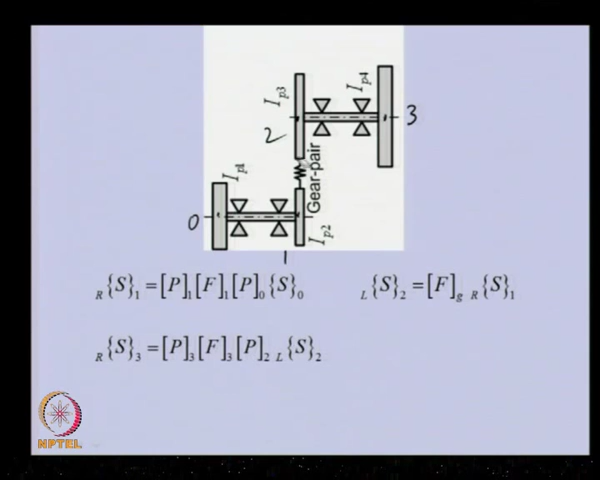 I_{p3}
I_{p4}
3
2
Gear-pair
I_{p1}
0
I_{p2}
1
_R{S}_1 = [P]_1[F]_1[P]_0{S}_0
_L{S}_2 = [F]_g _R{S}_1
_R{S}_3 = [P]_3[F]_3[P]_2 _L{S}_2
NPTEL